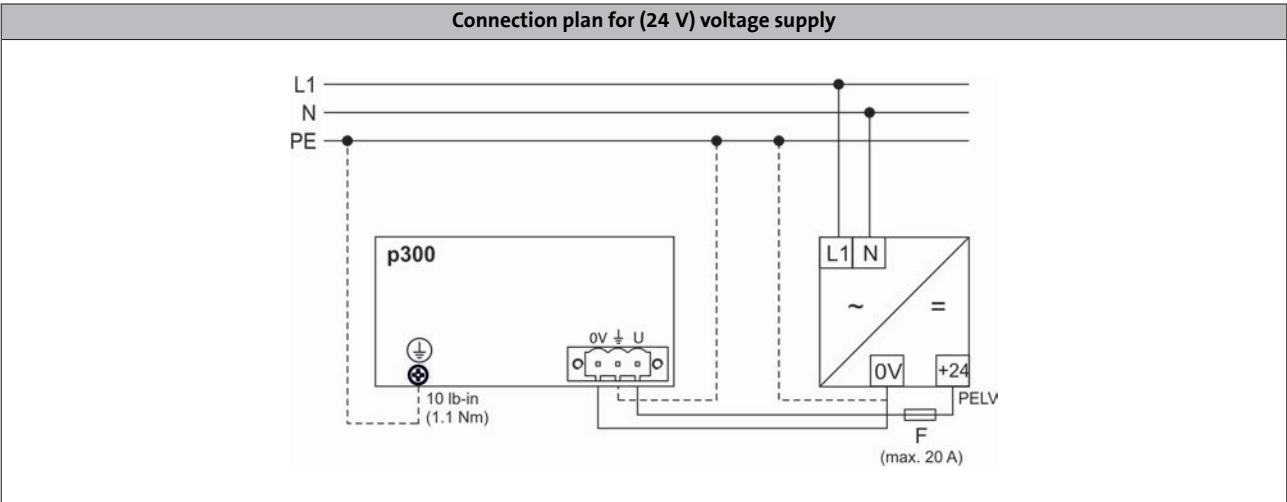 Connection plan for (24 V) voltage supply
L1
N
PE
p300
L1 N
~ =
0V ⏚ U
0V +24
10 lb-in
(1.1 Nm)
PELV
F
(max. 20 A)